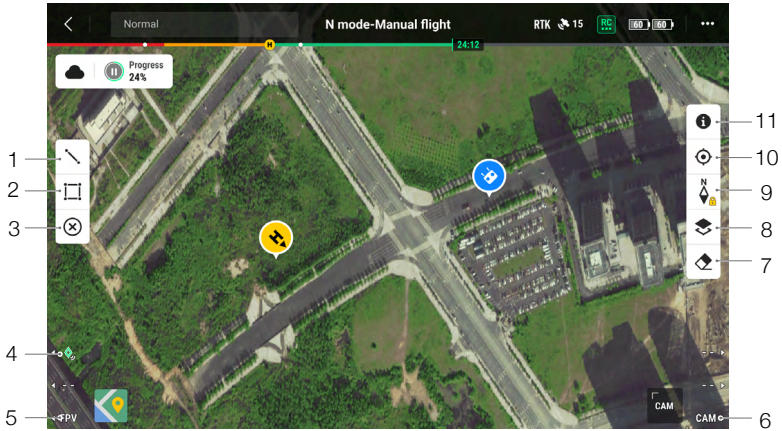 Normal
N mode-Manual flight
RTK
15
RC
60
60
•••
H
24:12
Progress
24%
1
2
3
4
5
11
10
N
9
8
7
H
- -
- -
FPV
CAM
CAM
6